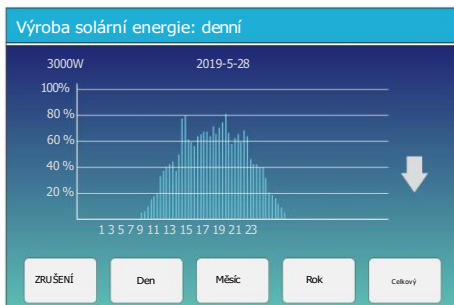 Výroba solární energie: denní
3000W 2019-5-28
100%
80 %
60 %
40 %
20 %
1 3 5 7 9 11 13 15 17 19 21 23
ZRUŠENÍ Den Měsíc Rok Celkový